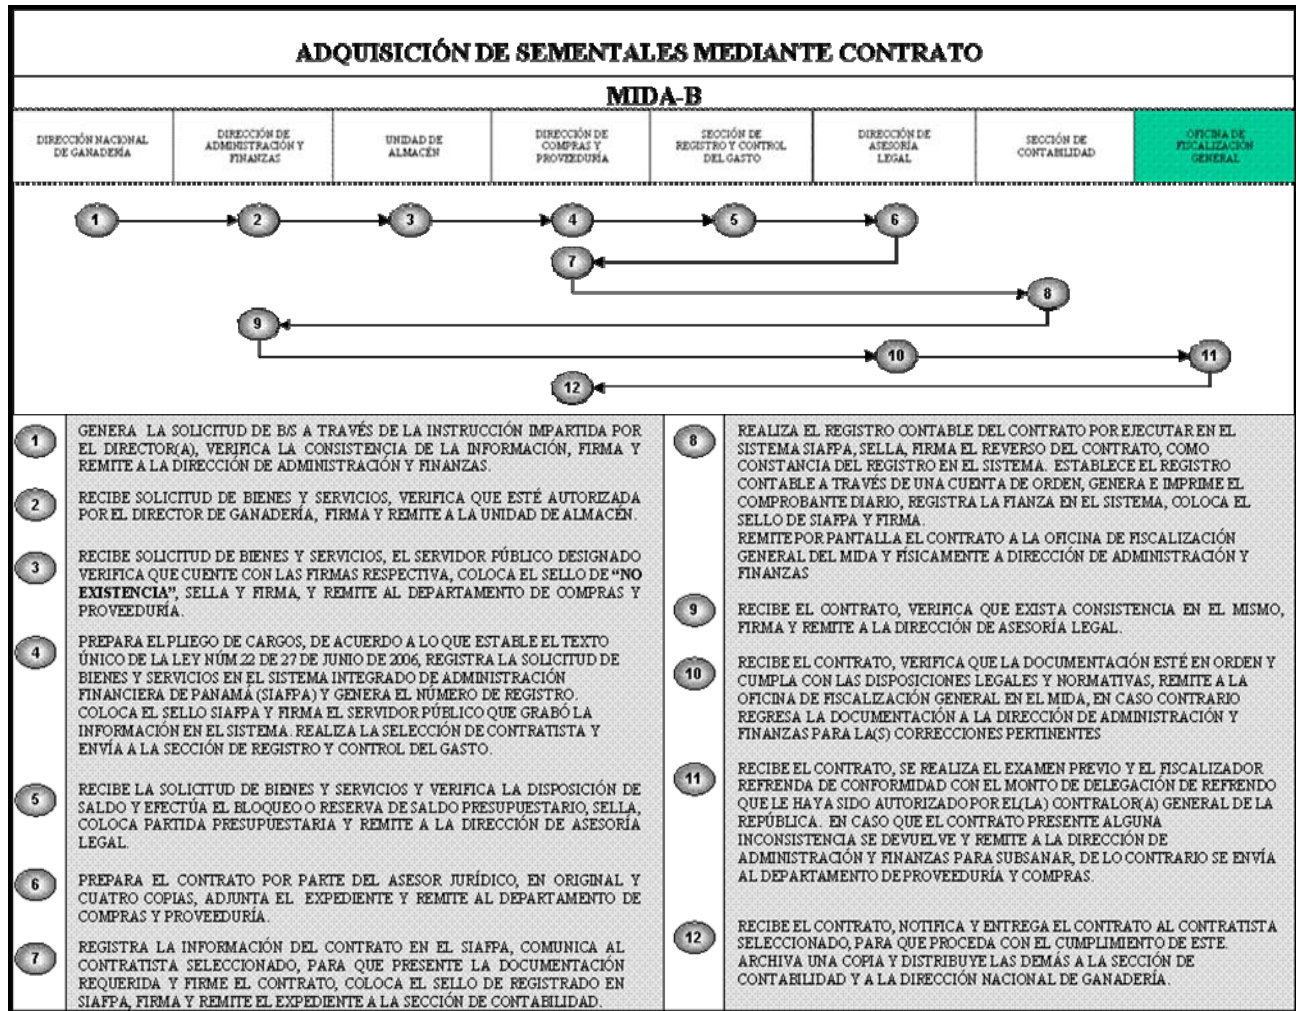 ADQUISICIÓN DE SEMENTALES MEDIANTE CONTRATO
MIDA-B
DIRECCIÓN NACIONAL
DE GANADERÍA
DIRECCIÓN DE
ADMINISTRACIÓN Y
FINANZAS
UNIDAD DE
ALMACÉN
DIRECCIÓN DE
COMPRAS Y
PROVEEDURÍA
SECCIÓN DE
REGISTRO Y CONTROL
DEL GASTO
DIRECCIÓN DE
ASESORÍA
LEGAL
SECCIÓN DE
CONTABILIDAD
OFICINA DE
FISCALIZACIÓN
GENERAL
1
2
3
4
5
6
7
8
9
10
11
12
1
GENERA LA SOLICITUD DE B/S A TRAVÉS DE LA INSTRUCCIÓN IMPARTIDA POR
EL DIRECTOR(A), VERIFICA LA CONSISTENCIA DE LA INFORMACIÓN, FIRMA Y
REMITE A LA DIRECCIÓN DE ADMINISTRACIÓN Y FINANZAS.
2
RECIBE SOLICITUD DE BIENES Y SERVICIOS, VERIFICA QUE ESTÉ AUTORIZADA
POR EL DIRECTOR DE GANADERÍA, FIRMA Y REMITE A LA UNIDAD DE ALMACÉN.
3
RECIBE SOLICITUD DE BIENES Y SERVICIOS, EL SERVIDOR PÚBLICO DESIGNADO
VERIFICA QUE CUENTE CON LAS FIRMAS RESPECTIVA, COLOCA EL SELLO DE “NO
EXISTENCIA”, SELLA Y FIRMA, Y REMITE AL DEPARTAMENTO DE COMPRAS Y
PROVEEDURÍA.
4
PREPARA EL PLIEGO DE CARGOS, DE ACUERDO A LO QUE ESTABLE EL TEXTO
ÚNICO DE LA LEY NÚM.22 DE 27 DE JUNIO DE 2006, REGISTRA LA SOLICITUD DE
BIENES Y SERVICIOS EN EL SISTEMA INTEGRADO DE ADMINISTRACIÓN
FINANCIERA DE PANAMÁ (SIAFPA) Y GENERA EL NÚMERO DE REGISTRO.
COLOCA EL SELLO SIAFPA Y FIRMA EL SERVIDOR PÚBLICO QUE GRABÓ LA
INFORMACIÓN EN EL SISTEMA. REALIZA LA SELECCIÓN DE CONTRATISTA Y
ENVÍA A LA SECCIÓN DE REGISTRO Y CONTROL DEL GASTO.
5
RECIBE LA SOLICITUD DE BIENES Y SERVICIOS Y VERIFICA LA DISPOSICIÓN DE
SALDO Y EFECTÚA EL BLOQUEO O RESERVA DE SALDO PRESUPUESTARIO, SELLA,
COLOCA PARTIDA PRESUPUESTARIA Y REMITE A LA DIRECCIÓN DE ASESORÍA
LEGAL.
6
PREPARA EL CONTRATO POR PARTE DEL ASESOR JURÍDICO, EN ORIGINAL Y
CUATRO COPIAS, ADJUNTA EL EXPEDIENTE Y REMITE AL DEPARTAMENTO DE
COMPRAS Y PROVEEDURÍA.
7
REGISTRA LA INFORMACIÓN DEL CONTRATO EN EL SIAFPA, COMUNICA AL
CONTRATISTA SELECCIONADO, PARA QUE PRESENTE LA DOCUMENTACIÓN
REQUERIDA Y FIRME EL CONTRATO, COLOCA EL SELLO DE REGISTRADO EN
SIAFPA, FIRMA Y REMITE EL EXPEDIENTE A LA SECCIÓN DE CONTABILIDAD.
8
REALIZA EL REGISTRO CONTABLE DEL CONTRATO POR EJECUTAR EN EL
SISTEMA SIAFPA, SELLA, FIRMA EL REVERSO DEL CONTRATO, COMO
CONSTANCIA DEL REGISTRO EN EL SISTEMA. ESTABLECE EL REGISTRO
CONTABLE A TRAVÉS DE UNA CUENTA DE ORDEN, GENERA E IMPRIME EL
COMPROBANTE DIARIO, REGISTRA LA FIANZA EN EL SISTEMA, COLOCA EL
SELLO DE SIAFPA Y FIRMA.
REMITE POR PANTALLA EL CONTRATO A LA OFICINA DE FISCALIZACIÓN
GENERAL DEL MIDA Y FÍSICAMENTE A DIRECCIÓN DE ADMINISTRACIÓN Y
FINANZAS
9
RECIBE EL CONTRATO, VERIFICA QUE EXISTA CONSISTENCIA EN EL MISMO,
FIRMA Y REMITE A LA DIRECCIÓN DE ASESORÍA LEGAL.
10
RECIBE EL CONTRATO, VERIFICA QUE LA DOCUMENTACIÓN ESTÉ EN ORDEN Y
CUMPLA CON LAS DISPOSICIONES LEGALES Y NORMATIVAS, REMITE A LA
OFICINA DE FISCALIZACIÓN GENERAL EN EL MIDA, EN CASO CONTRARIO
REGRESA LA DOCUMENTACIÓN A LA DIRECCIÓN DE ADMINISTRACIÓN Y
FINANZAS PARA LA(S) CORRECCIONES PERTINENTES
11
RECIBE EL CONTRATO, SE REALIZA EL EXAMEN PREVIO Y EL FISCALIZADOR
REFRENDA DE CONFORMIDAD CON EL MONTO DE DELEGACIÓN DE REFRENDO
QUE LE HAYA SIDO AUTORIZADO POR EL(LA) CONTRALOR(A) GENERAL DE LA
REPÚBLICA. EN CASO QUE EL CONTRATO PRESENTE ALGUNA
INCONSISTENCIA SE DEVUELVE Y REMITE A LA DIRECCIÓN DE
ADMINISTRACIÓN Y FINANZAS PARA SUBSANAR, DE LO CONTRARIO SE ENVÍA
AL DEPARTAMENTO DE PROVEEDURÍA Y COMPRAS.
12
RECIBE EL CONTRATO, NOTIFICA Y ENTREGA EL CONTRATO AL CONTRATISTA
SELECCIONADO, PARA QUE PROCEDA CON EL CUMPLIMIENTO DE ESTE.
ARCHIVA UNA COPIA Y DISTRIBUYE LAS DEMÁS A LA SECCIÓN DE
CONTABILIDAD Y A LA DIRECCIÓN NACIONAL DE GANADERÍA.